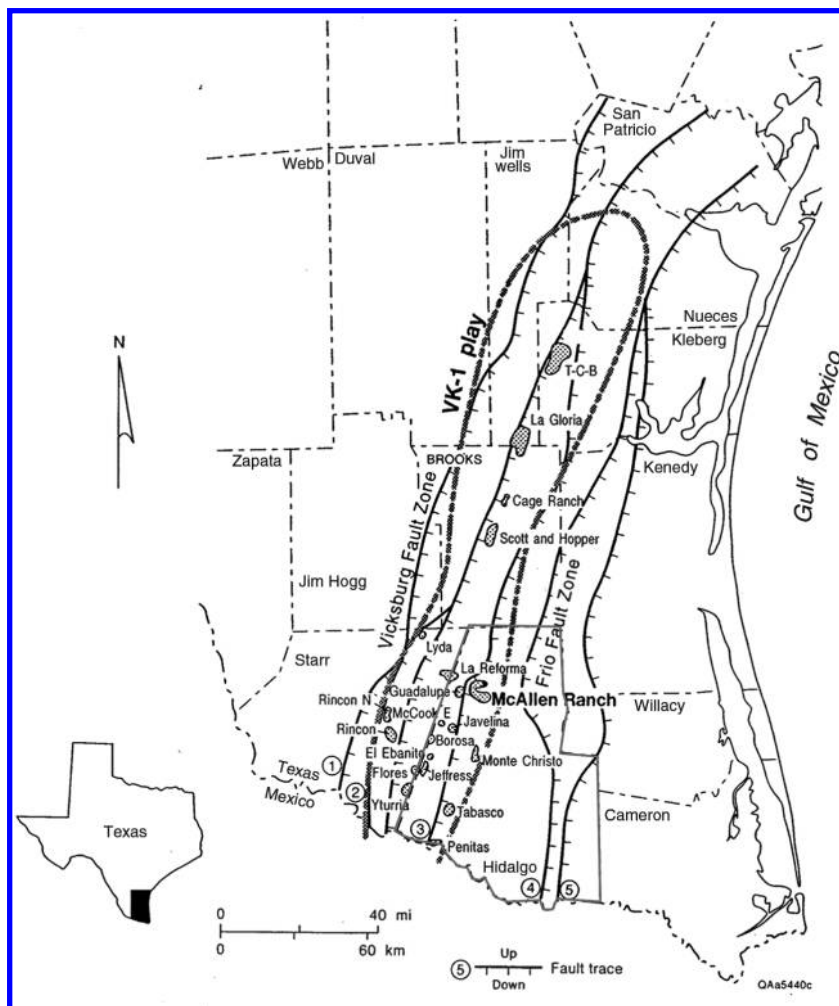 San
Patricio
Webb
Duval
Jim
wells
N
VK-1 play
Nueces
Kleberg
T-C-B
La Gloria
Gulf of Mexico
Zapata
BROOKS
Kenedy
Cage Ranch
Vicksburg Fault Zone
Scott and Hopper
Jim Hogg
Frio Fault Zone
Lyda
Starr
La Reforma
Guadalupe
McAllen Ranch
Rincon N
Willacy
McCook E
Javelina
Rincon
Borosa
El Ebanito
Monte Christo
1
Texas
Flores
Jeffress
Mexico
2
Yturria
Cameron
Texas
Tabasco
3
Penitas
Hidalgo
4
5
0 40 mi
0 60 km
5 Up Fault trace
Down
QAa5440c